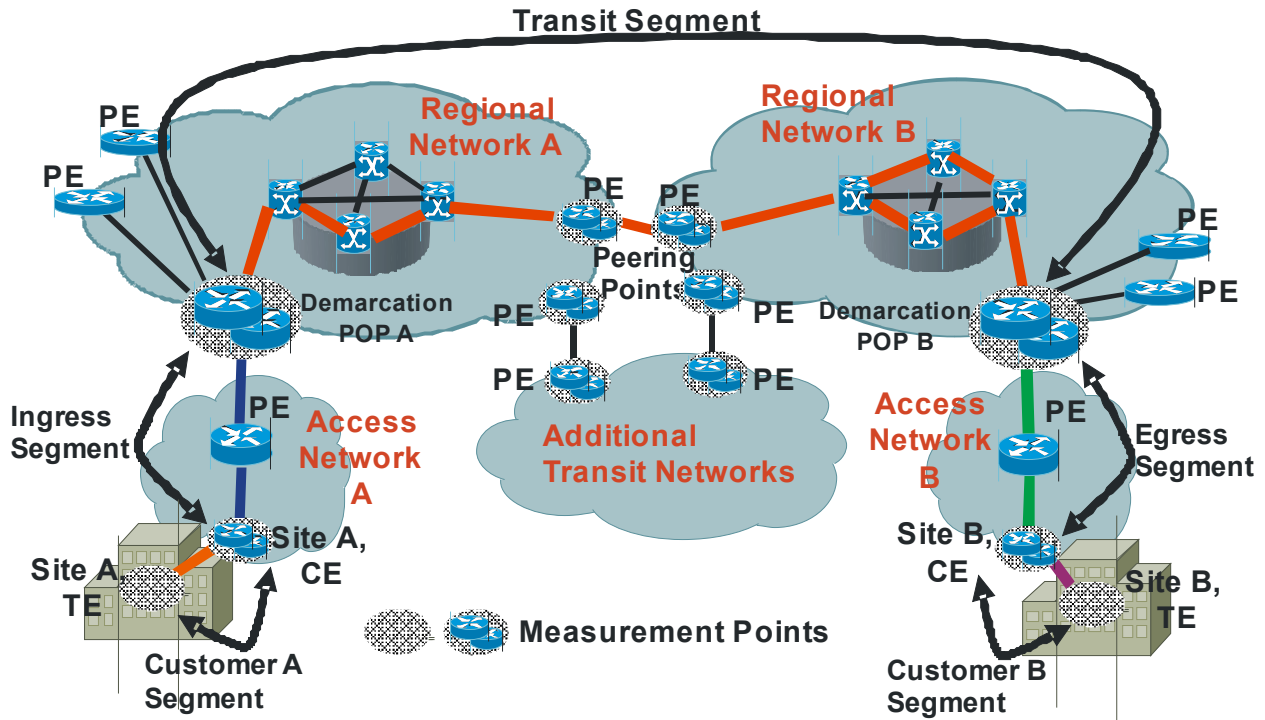 Transit Segment
PE
PE
Regional
Network A
Regional
Network B
PE
PE
Peering
Points
PE
PE
Demarcation
POP A
PE
PE
Demarcation
POP B
PE
PE
Ingress
Segment
PE
Access
Network
A
Additional
Transit Networks
Access
Network
B
PE
Egress
Segment
Site A,
CE
Site A,
TE
Site B,
CE
Site B,
TE
Measurement Points
Customer A
Segment
Customer B
Segment